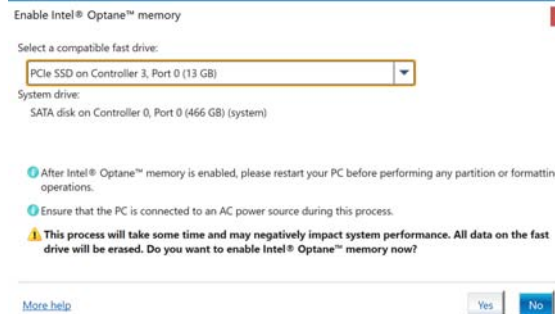 Enable Intel® Optane™ memory
Select a compatible fast drive:
PCIe SSD on Controller 3, Port 0 (13 GB)
System drive:
SATA disk on Controller 0, Port 0 (466 GB) (system)
After Intel® Optane™ memory is enabled, please restart your PC before performing any partition or formattin
operations.
Ensure that the PC is connected to an AC power source during this process.
This process will take some time and may negatively impact system performance. All data on the fast
drive will be erased. Do you want to enable Intel® Optane™ memory now?
More help
Yes
No